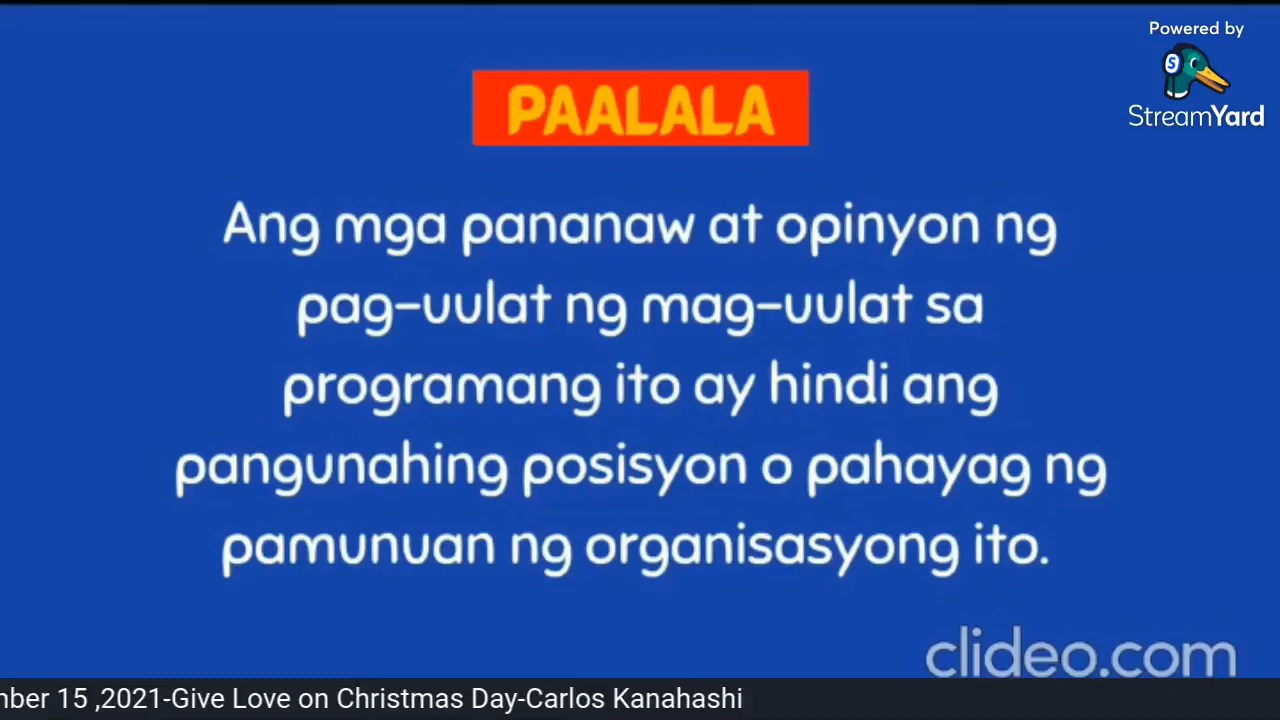 Powered by
StreamYard
PAALALA
Ang mga pananaw at opinyon ng
pag-uulat ng mag-uulat sa
programang ito ay hindi ang
pangunahing posisyon o pahayag ng
pamunuan ng organisasyong ito.
clideo.com
15 ,2021-Give Love on Christmas Day-Carlos Kanahashi